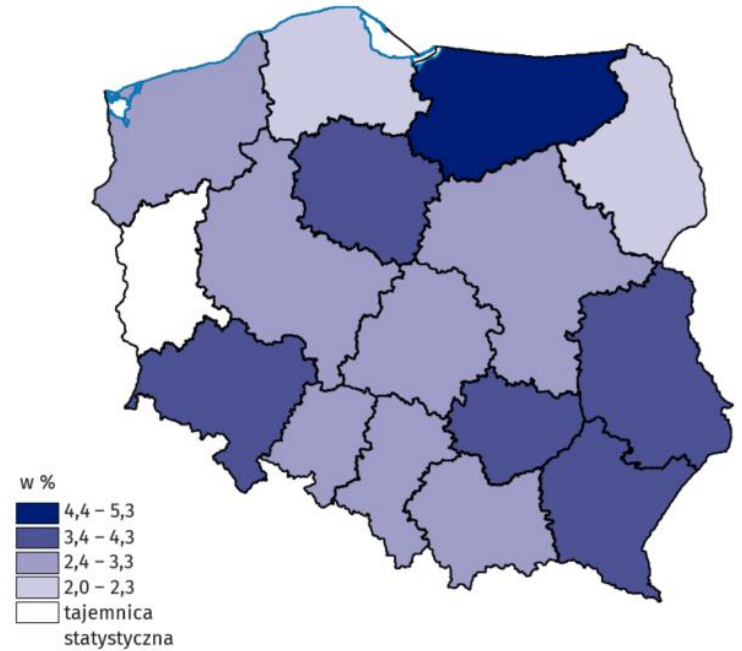 w %
4,4 – 5,3
3,4 – 4,3
2,4 – 3,3
2,0 – 2,3
tajemnica
statystyczna